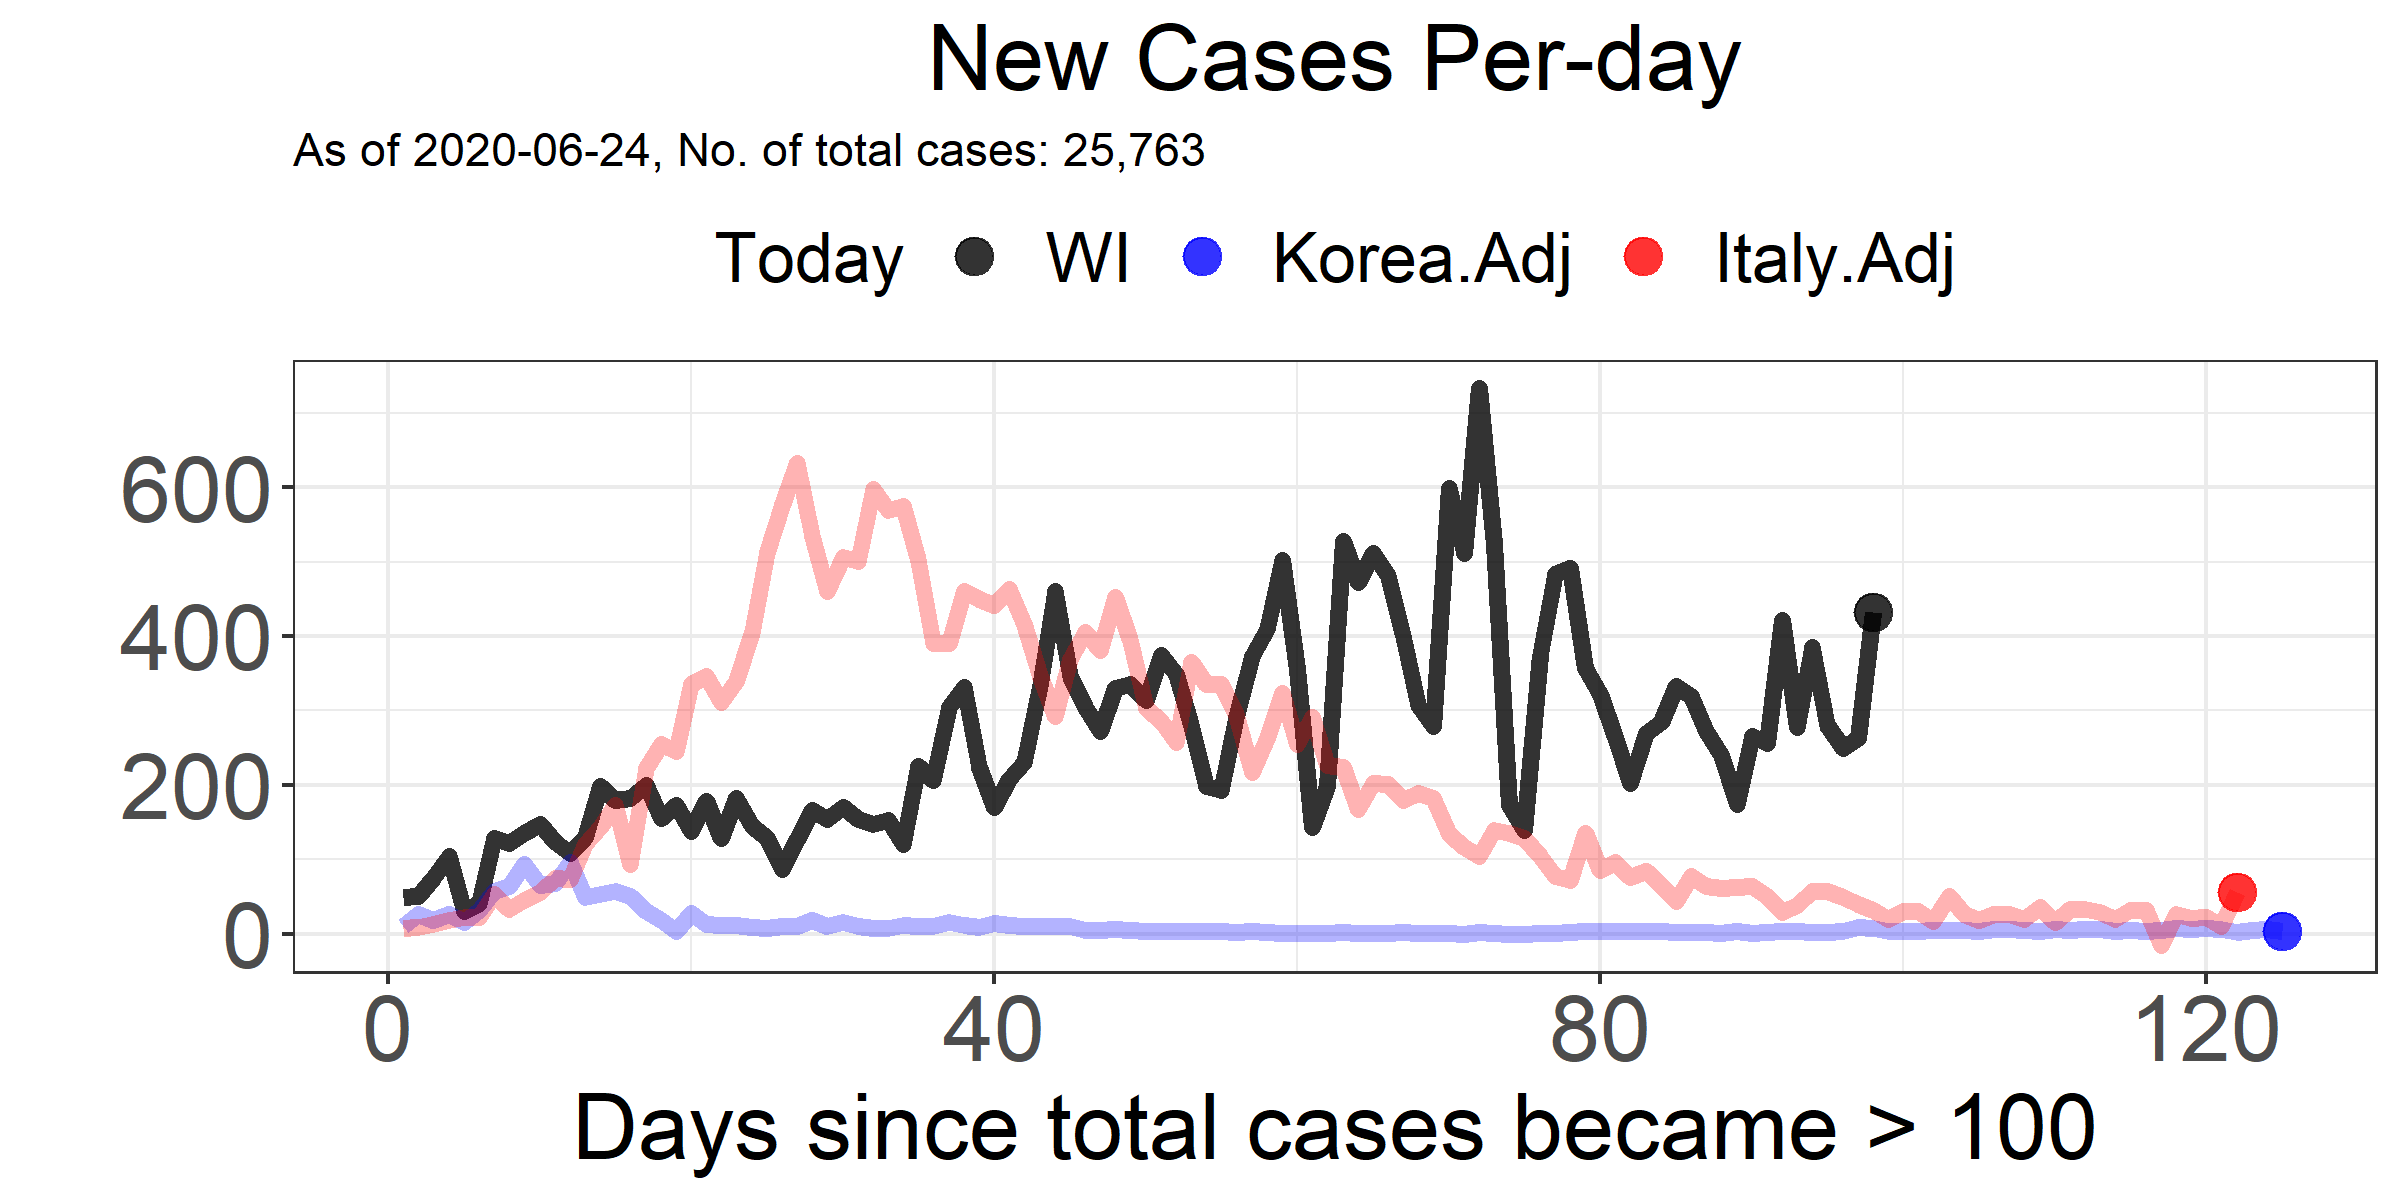 New Cases Per-day
As of 2020-06-24, No. of total cases: 25,763
Today WI Korea.Adj Italy.Adj
600
400
200
0
0 40 80 120
Days since total cases became > 100